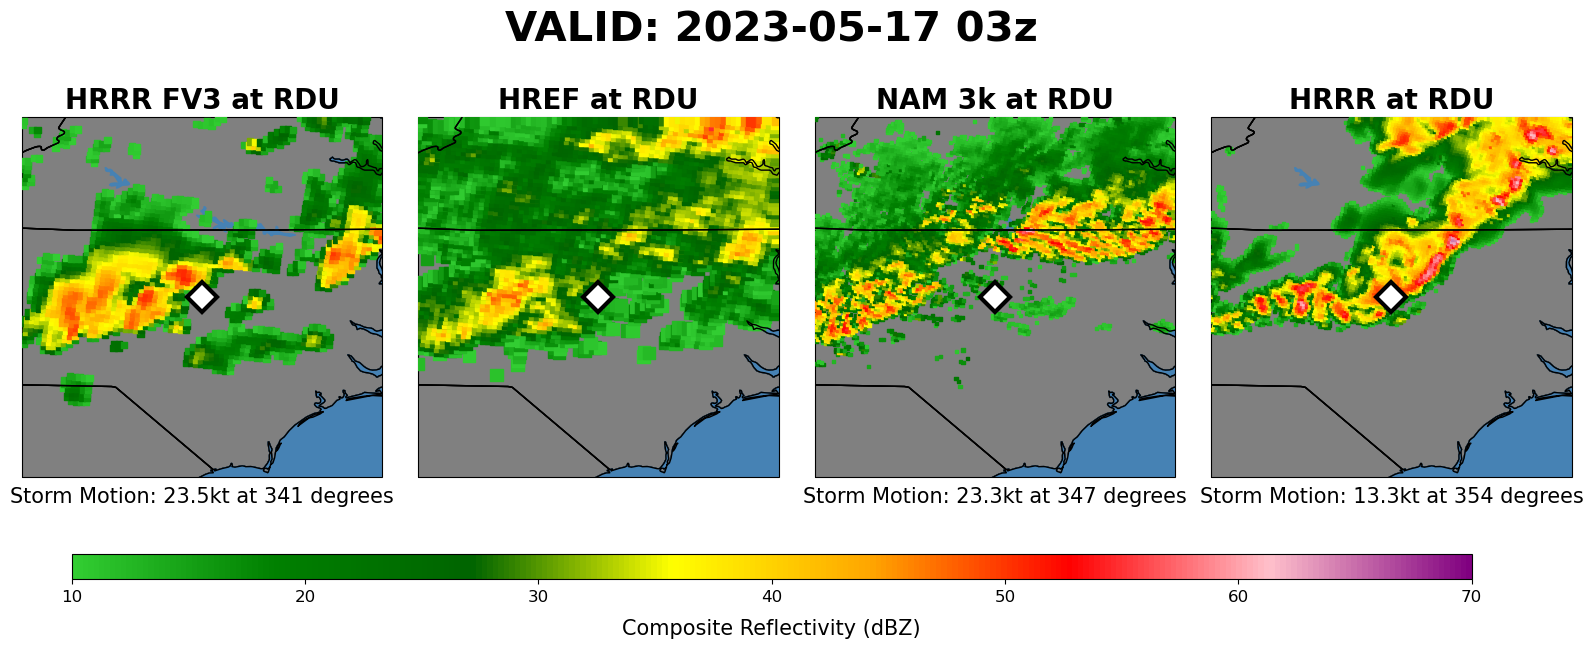 VALID: 2023-05-17 03z
HRRR FV3 at RDU
HREF at RDU
NAM 3k at RDU
HRRR at RDU
Storm Motion: 23.5kt at 341 degrees
Storm Motion: 23.3kt at 347 degrees
Storm Motion: 13.3kt at 354 degrees
10 20 30 40 50 60 70
Composite Reflectivity (dBZ)